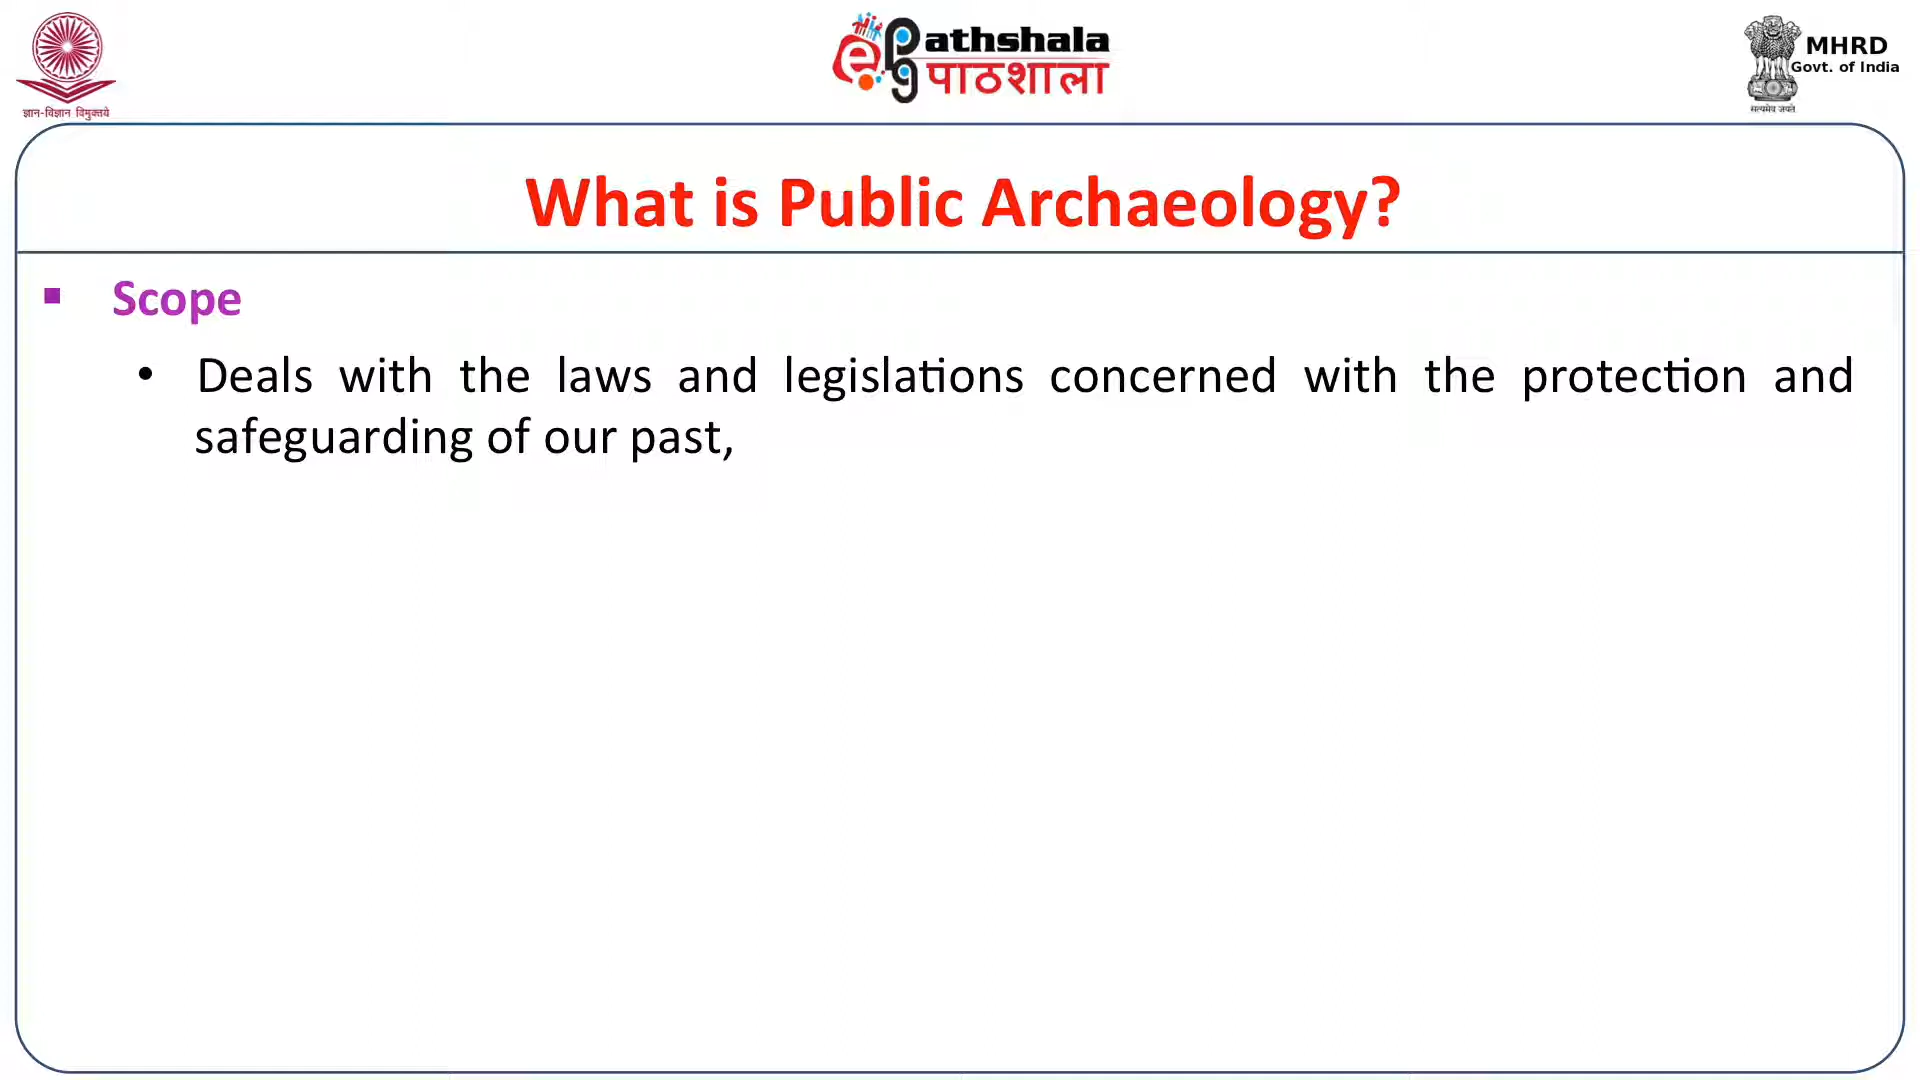 ज्ञान-विज्ञान विमुक्तये
e Pathshala
पाठशाला
MHRD
Govt. of India
सत्यमेव जयते
What is Public Archaeology?
▪ Scope
• Deals with the laws and legislations concerned with the protection and
safeguarding of our past,